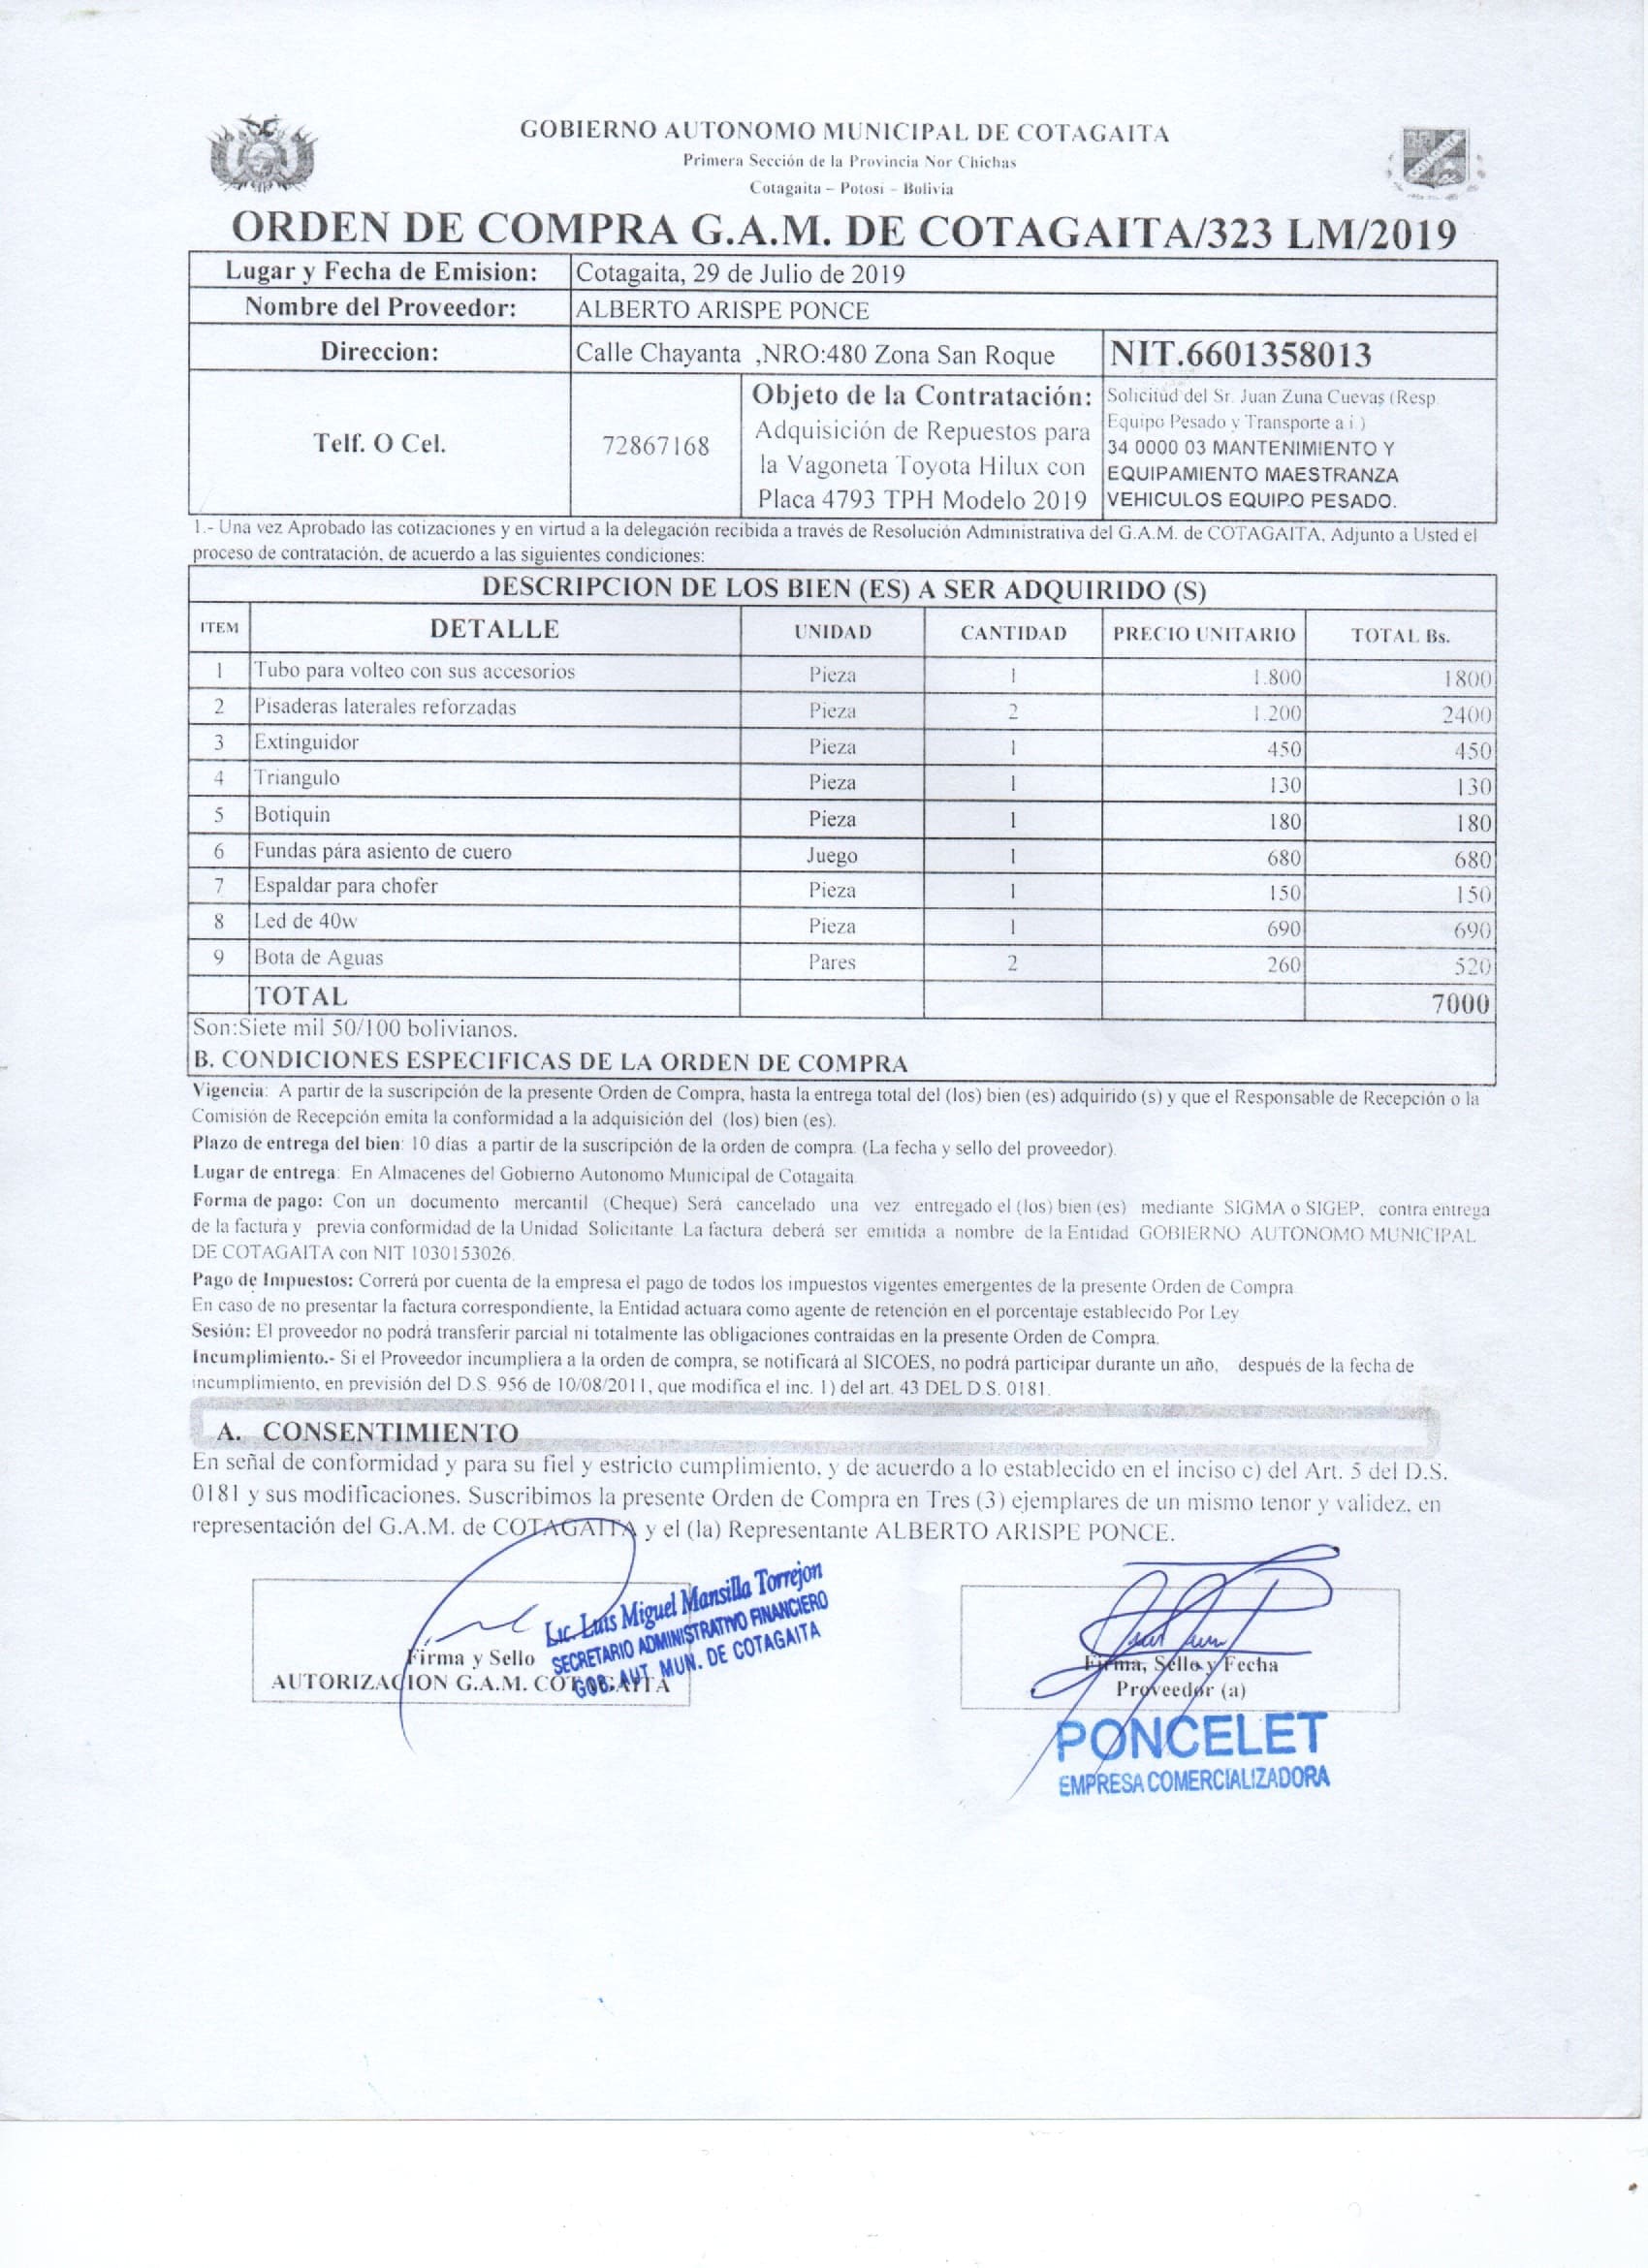 GOBIERNO AUTONOMO MUNICIPAL DE COTAGAITA
Primera Sección de la Provincia Nor Chichas
Cotagaita – Potosi – Bolivia
COTAGAITA
ORDEN DE COMPRA G.A.M. DE COTAGAITA/323 LM/2019
Lugar y Fecha de Emision: Cotagaita, 29 de Julio de 2019
Nombre del Proveedor: ALBERTO ARISPE PONCE
Direccion: Calle Chayanta ,NRO:480 Zona San Roque NIT.6601358013
Telf. O Cel. 72867168
Objeto de la Contratación:
Adquisición de Repuestos para
la Vagoneta Toyota Hilux con
Placa 4793 TPH Modelo 2019
Solicitud del Sr. Juan Zuna Cuevas (Resp.
Equipo Pesado y Transporte a i )
34 0000 03 MANTENIMIENTO Y
EQUIPAMIENTO MAESTRANZA
VEHICULOS EQUIPO PESADO.
1.- Una vez Aprobado las cotizaciones y en virtud a la delegación recibida a través de Resolución Administrativa del G.A.M. de COTAGAITA, Adjunto a Usted el
proceso de contratación, de acuerdo a las siguientes condiciones:
DESCRIPCION DE LOS BIEN (ES) A SER ADQUIRIDO (S)
ITEM DETALLE UNIDAD CANTIDAD PRECIO UNITARIO TOTAL Bs.
1 Tubo para volteo con sus accesorios Pieza 1 1.800 1800
2 Pisaderas laterales reforzadas Pieza 2 1.200 2400
3 Extinguidor Pieza 1 450 450
4 Triangulo Pieza 1 130 130
5 Botiquin Pieza 1 180 180
6 Fundas pára asiento de cuero Juego 1 680 680
7 Espaldar para chofer Pieza 1 150 150
8 Led de 40w Pieza 1 690 690
9 Bota de Aguas Pares 2 260 520
TOTAL 7000
Son:Siete mil 50/100 bolivianos.
B. CONDICIONES ESPECIFICAS DE LA ORDEN DE COMPRA
Vigencia: A partir de la suscripción de la presente Orden de Compra, hasta la entrega total del (los) bien (es) adquirido (s) y que el Responsable de Recepción o la
Comisión de Recepción emita la conformidad a la adquisición del (los) bien (es).
Plazo de entrega del bien: 10 días a partir de la suscripción de la orden de compra. (La fecha y sello del proveedor).
Lugar de entrega: En Almacenes del Gobierno Autonomo Municipal de Cotagaita.
Forma de pago: Con un documento mercantil (Cheque) Será cancelado una vez entregado el (los) bien (es) mediante SIGMA o SIGEP, contra entrega
de la factura y previa conformidad de la Unidad Solicitante La factura deberá ser emitida a nombre de la Entidad GOBIERNO AUTONOMO MUNICIPAL
DE COTAGAITA con NIT 1030153026.
Pago de Impuestos: Correrá por cuenta de la empresa el pago de todos los impuestos vigentes emergentes de la presente Orden de Compra.
En caso de no presentar la factura correspondiente, la Entidad actuara como agente de retención en el porcentaje establecido Por Ley
Sesión: El proveedor no podrá transferir parcial ni totalmente las obligaciones contraidas en la presente Orden de Compra.
Incumplimiento.- Si el Proveedor incumpliera a la orden de compra, se notificará al SICOES, no podrá participar durante un año, después de la fecha de
incumplimiento, en previsión del D.S. 956 de 10/08/2011, que modifica el inc. 1) del art. 43 DEL D.S. 0181.
A. CONSENTIMIENTO
En señal de conformidad y para su fiel y estricto cumplimiento, y de acuerdo a lo establecido en el inciso c) del Art. 5 del D.S.
0181 y sus modificaciones. Suscribimos la presente Orden de Compra en Tres (3) ejemplares de un mismo tenor y validez, en
representación del G.A.M. de COTAGAITA y el (la) Representante ALBERTO ARISPE PONCE.
Firma y Sello
AUTORIZACION G.A.M. COTAGAITA
Lic. Luis Miguel Mansilla Torrejon
SECRETARIO ADMINISTRATIVO FINANCIERO
GOB. AUT. MUN. DE COTAGAITA
Firma, Sello y Fecha
Proveedor (a)
PONCELET
EMPRESA COMERCIALIZADORA